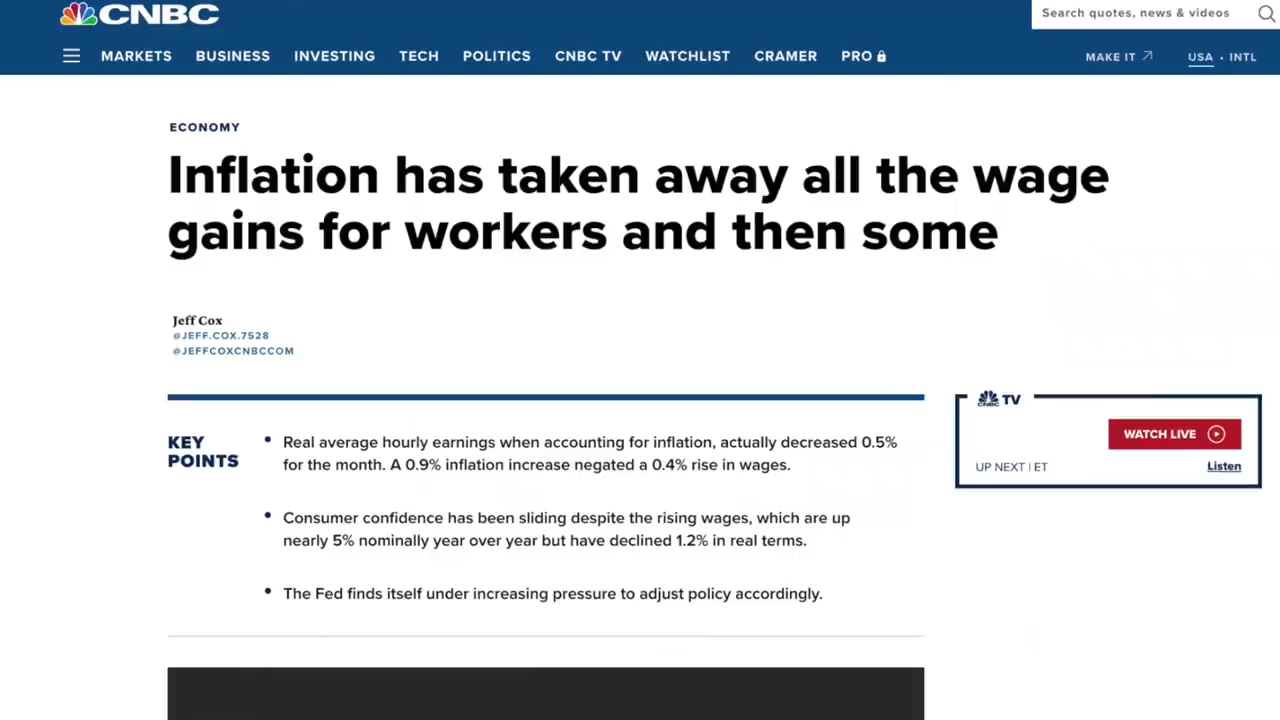 CNBC
Search quotes, news & videos
MARKETS BUSINESS INVESTING TECH POLITICS CNBC TV WATCHLIST CRAMER PRO
MAKE IT USA · INTL
ECONOMY
Inflation has taken away all the wage
gains for workers and then some
Jeff Cox
@JEFF.COX.7528
@JEFFCOXCNBCCOM
KEY
POINTS
• Real average hourly earnings when accounting for inflation, actually decreased 0.5%
for the month. A 0.9% inflation increase negated a 0.4% rise in wages.
• Consumer confidence has been sliding despite the rising wages, which are up
nearly 5% nominally year over year but have declined 1.2% in real terms.
• The Fed finds itself under increasing pressure to adjust policy accordingly.
CNBC TV
WATCH LIVE
UP NEXT | ET
Listen